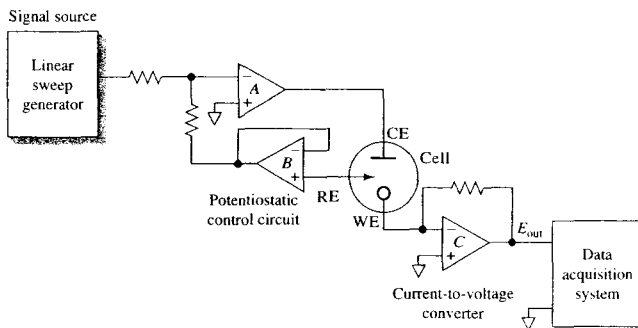 Signal source
Linear
sweep
generator
−
A
+
CE
Cell
−
B
+
RE
WE
Potentiostatic
control circuit
−
C
+
Eout
Current-to-voltage
converter
Data
acquisition
system